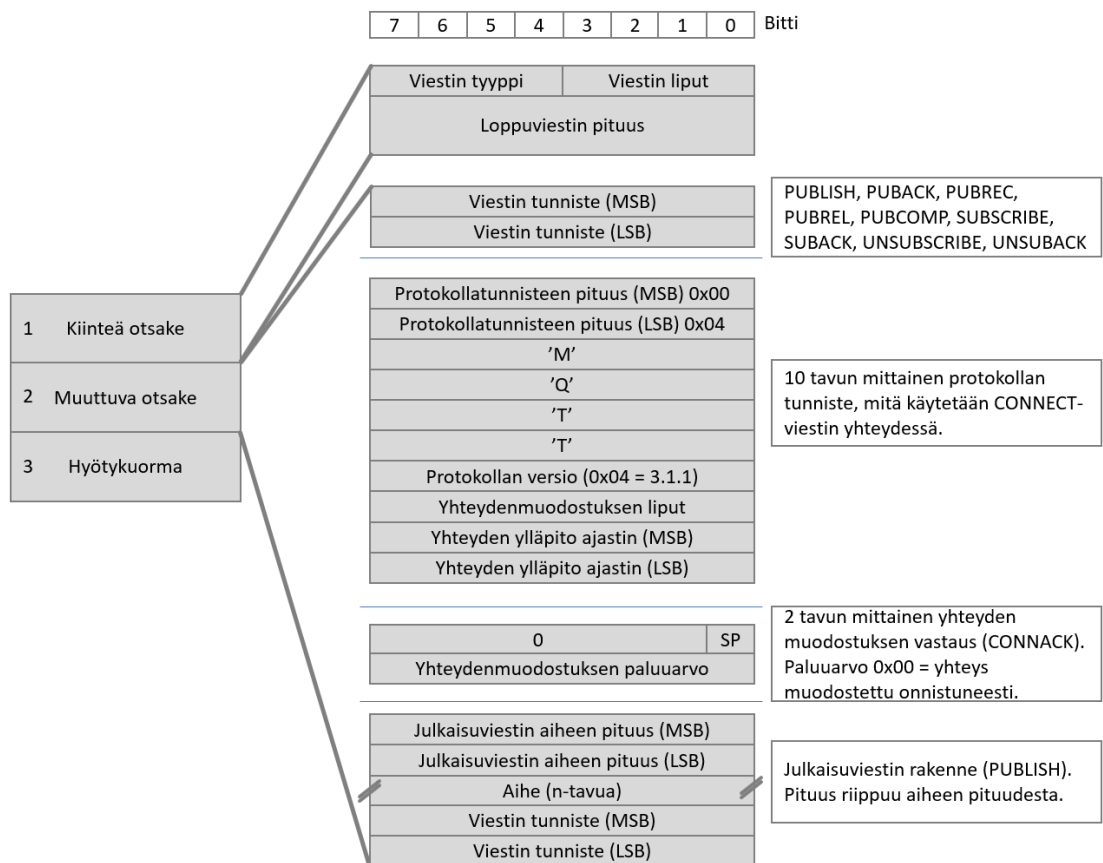 7 6 5 4 3 2 1 0 Bitti
Viestin tyyppi Viestin liput
Loppuviestin pituus
Viestin tunniste (MSB)
Viestin tunniste (LSB)
PUBLISH, PUBACK, PUBREC,
PUBREL, PUBCOMP, SUBSCRIBE,
SUBACK, UNSUBSCRIBE, UNSUBACK
1 Kiinteä otsake
2 Muuttuva otsake
3 Hyötykuorma
Protokollatunnisteen pituus (MSB) 0x00
Protokollatunnisteen pituus (LSB) 0x04
’M’
’Q’
’T’
’T’
Protokollan versio (0x04 = 3.1.1)
Yhteydenmuodostuksen liput
Yhteyden ylläpito ajastin (MSB)
Yhteyden ylläpito ajastin (LSB)
10 tavun mittainen protokollan
tunniste, mitä käytetään CONNECT-
viestin yhteydessä.
0 SP
Yhteydenmuodostuksen paluuarvo
2 tavun mittainen yhteyden
muodostuksen vastaus (CONNACK).
Paluuarvo 0x00 = yhteys
muodostettu onnistuneesti.
Julkaisuviestin aiheen pituus (MSB)
Julkaisuviestin aiheen pituus (LSB)
Aihe (n-tavua)
Viestin tunniste (MSB)
Viestin tunniste (LSB)
Julkaisuviestin rakenne (PUBLISH).
Pituus riippuu aiheen pituudesta.